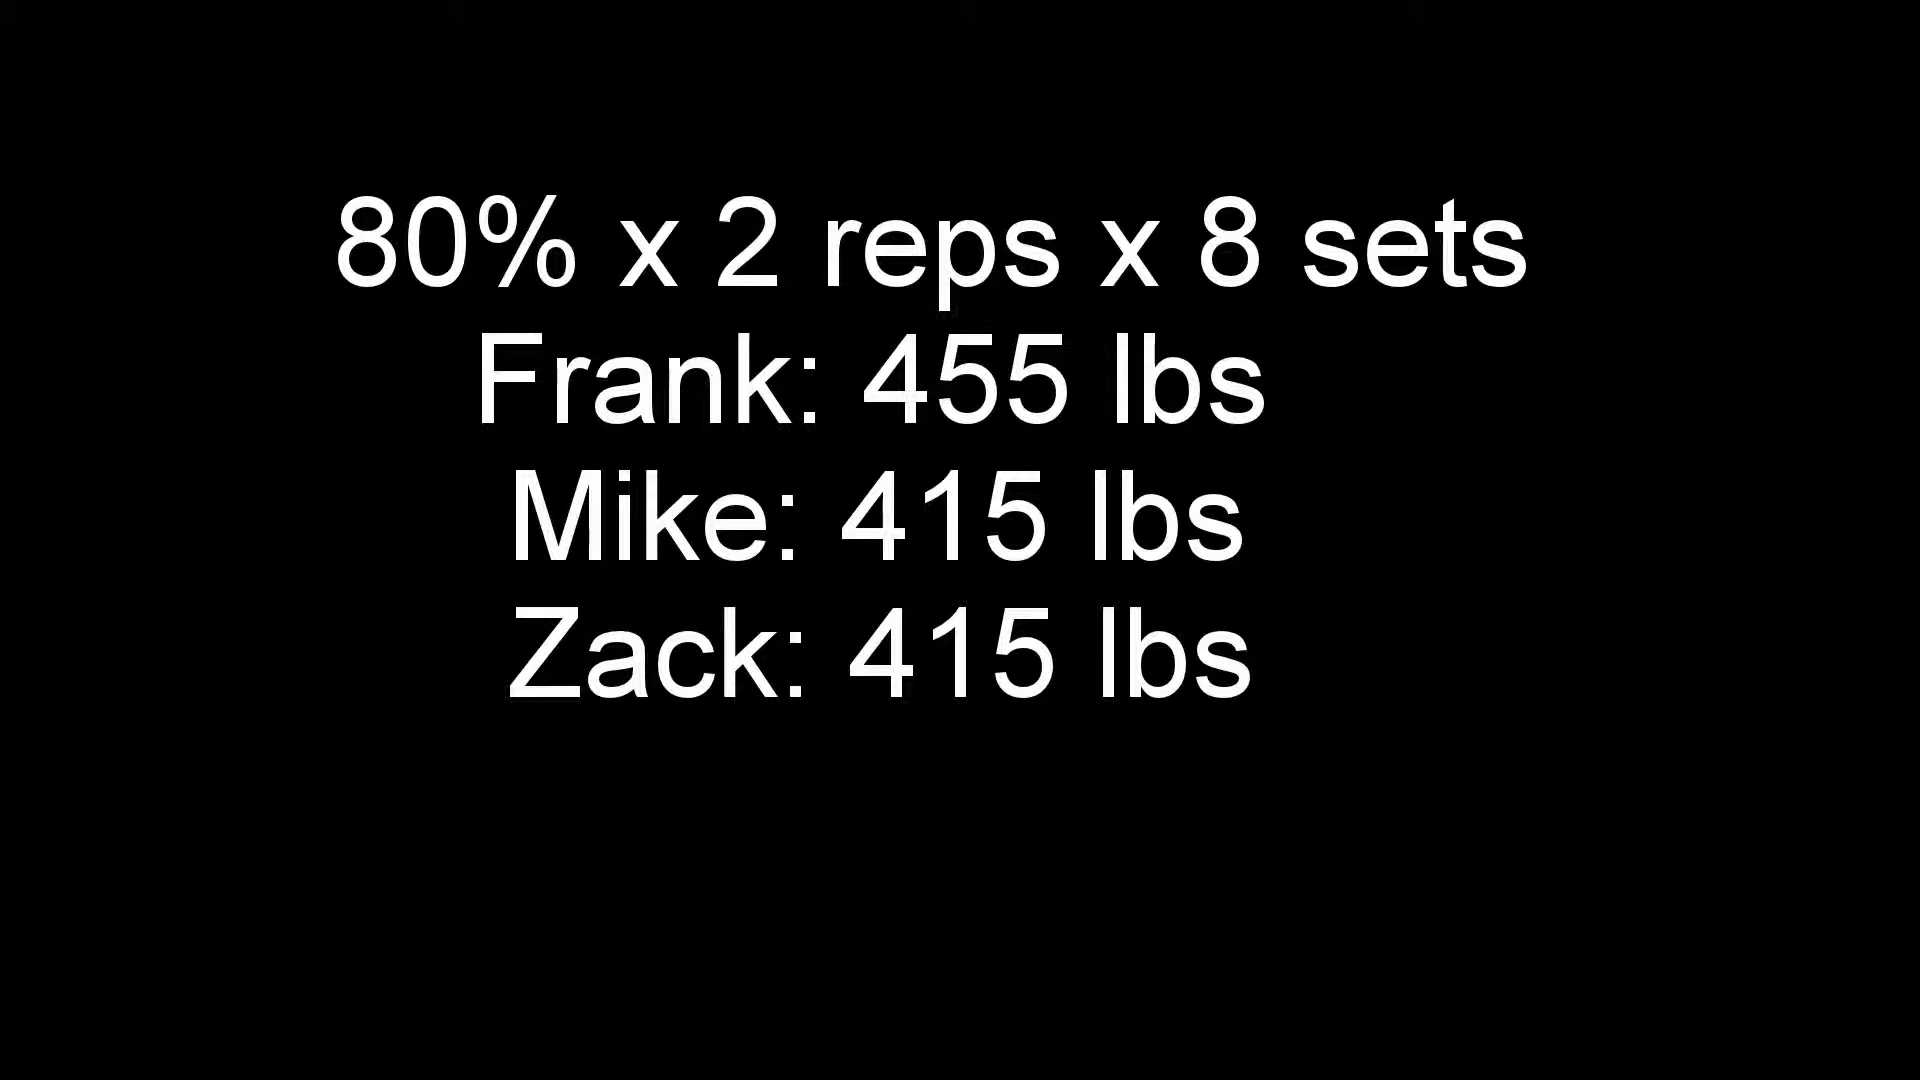 80% x 2 reps x 8 sets
Frank: 455 lbs
Mike: 415 lbs
Zack: 415 lbs